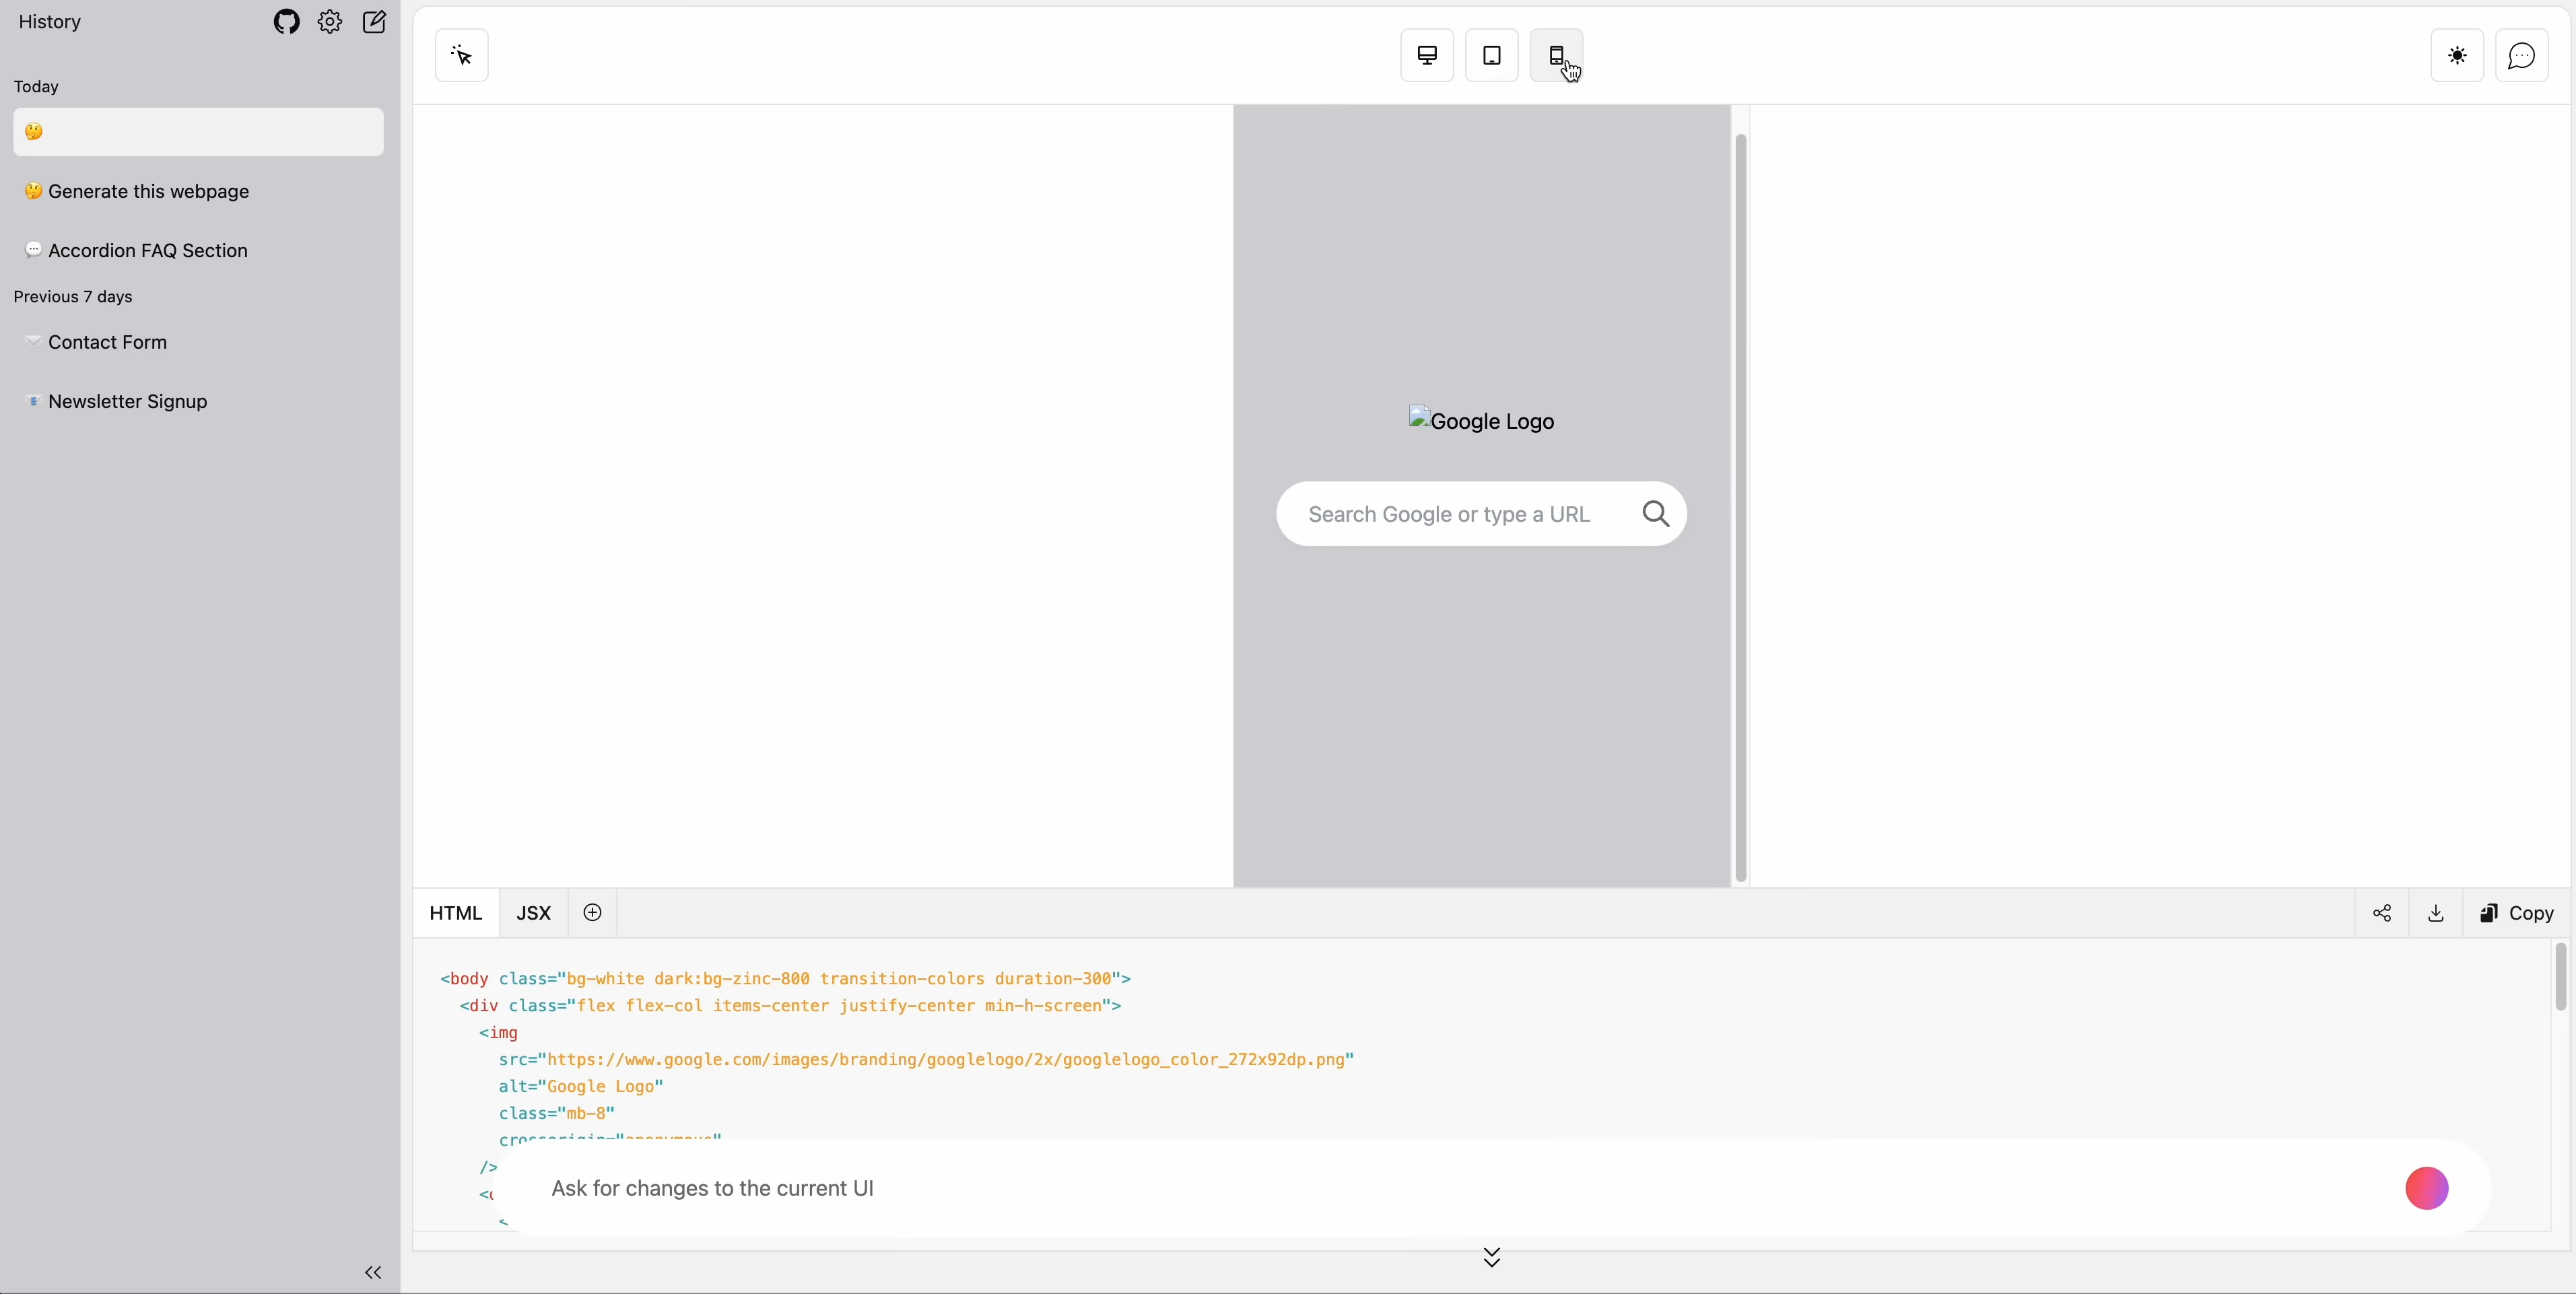 History
Today
Generate this webpage
Accordion FAQ Section
Previous 7 days
Contact Form
Newsletter Signup
Google Logo
Search Google or type a URL
HTML
JSX
Copy
<body class="bg-white dark:bg-zinc-800 transition-colors duration-300">
<div class="flex flex-col items-center justify-center min-h-screen">
<img
src="https://www.google.com/images/branding/googlelogo/2x/googlelogo_color_272x92dp.png"
alt="Google Logo"
class="mb-8"
/>
Ask for changes to the current UI